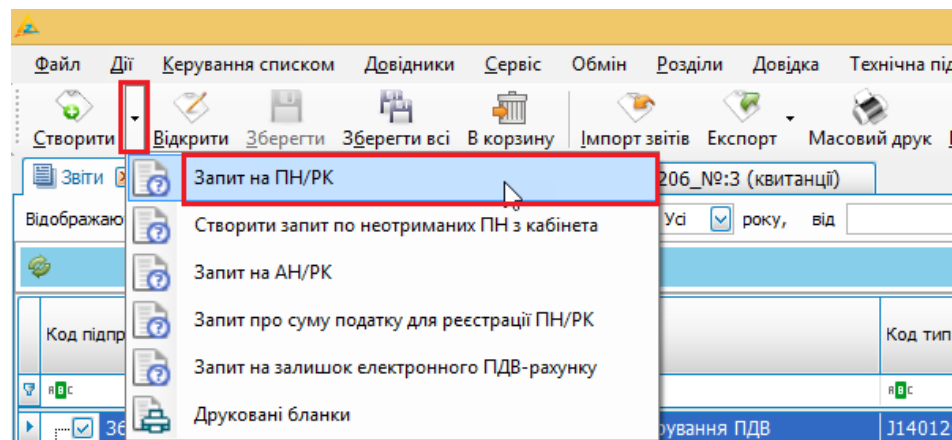 Файл Дії Керування списком Довідники Сервіс Обмін Розділи Довідка Технічна під
Створити Відкрити Зберегти Зберегти всі В корзину Імпорт звітів Експорт Масовий друк
Звіти 206_№:3 (квитанції)
Запит на ПН/РК
Відображаю Усі року, від
Створити запит по неотриманих ПН з кабінета
Запит на АН/РК
Запит про суму податку для реєстрації ПН/РК
Код підпр Код тип
Запит на залишок електронного ПДВ-рахунку
Друковані бланки
36 рування ПДВ J14012